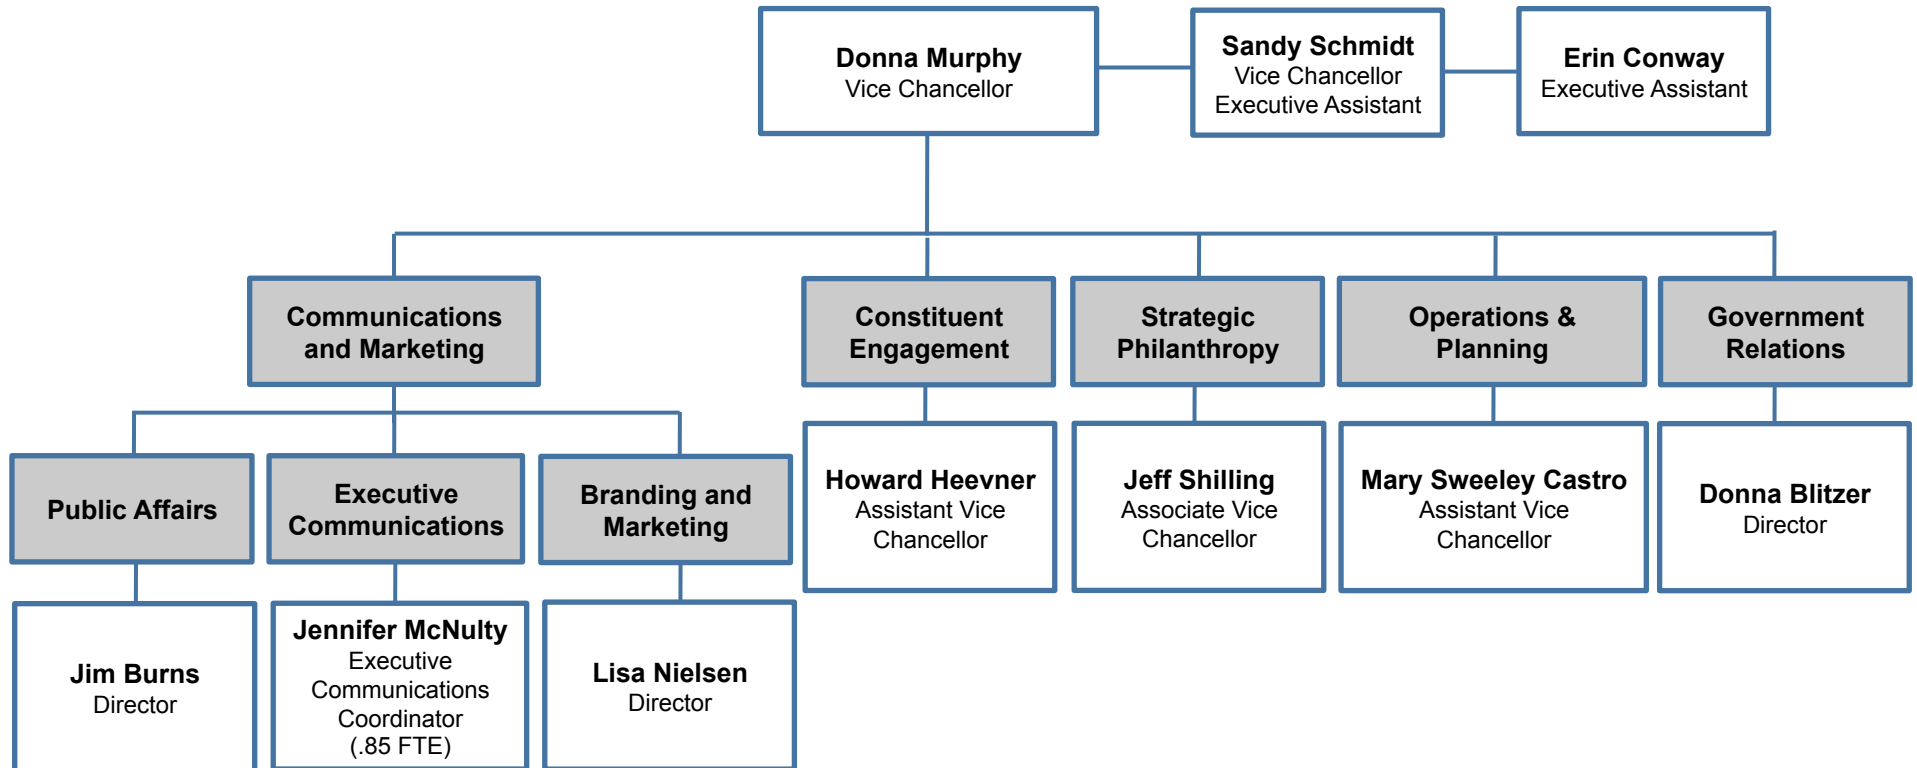 Donna Murphy
Vice Chancellor
Sandy Schmidt
Vice Chancellor
Executive Assistant
Erin Conway
Executive Assistant
Communications
and Marketing
Constituent
Engagement
Strategic
Philanthropy
Operations &
Planning
Government
Relations
Public Affairs
Executive
Communications
Branding and
Marketing
Howard Heevner
Assistant Vice
Chancellor
Jeff Shilling
Associate Vice
Chancellor
Mary Sweeley Castro
Assistant Vice
Chancellor
Donna Blitzer
Director
Jim Burns
Director
Jennifer McNulty
Executive
Communications
Coordinator
(.85 FTE)
Lisa Nielsen
Director